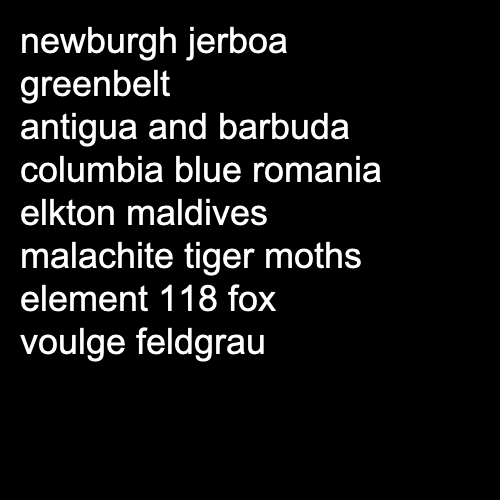 newburgh jerboa
greenbelt
antigua and barbuda
columbia blue romania
elkton maldives
malachite tiger moths
element 118 fox
voulge feldgrau